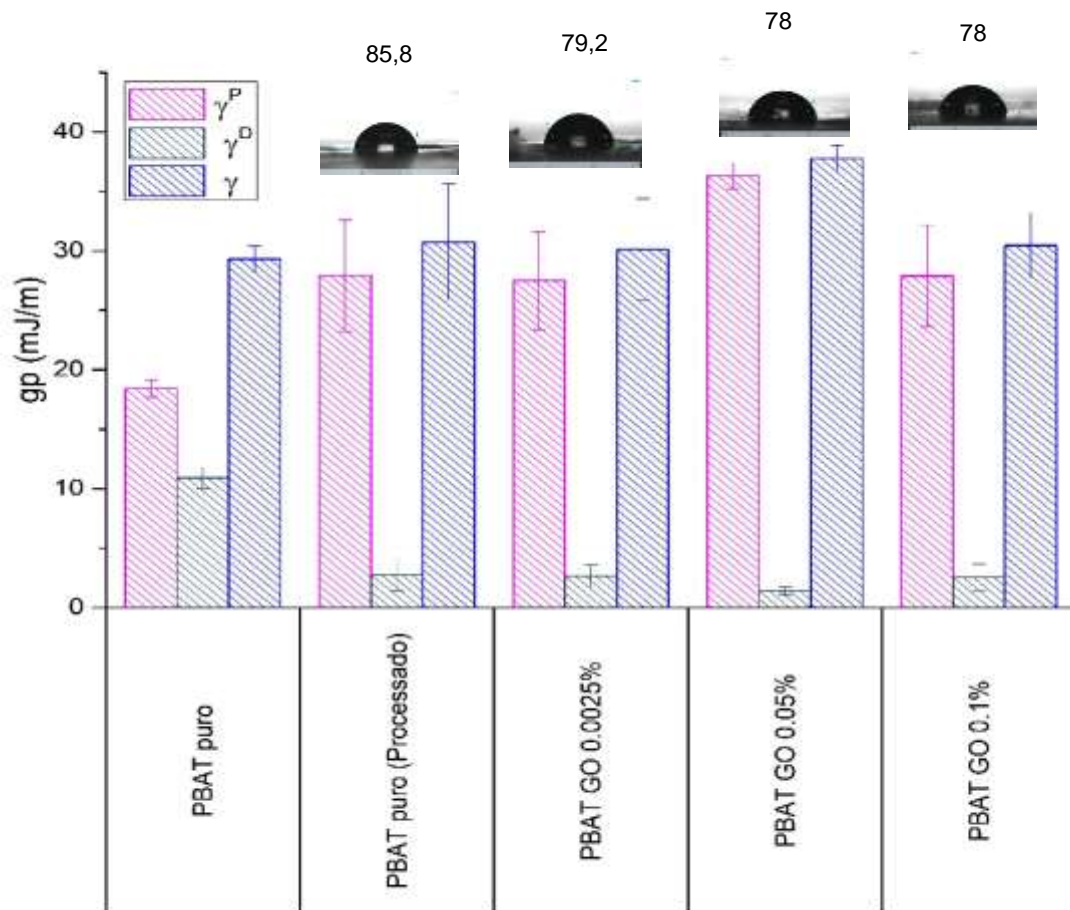 85,8
79,2
78
78
γP
γD
γ
40
30
20
10
0
gp (mJ/m)
PBAT puro
PBAT puro (Processado)
PBAT GO 0.0025%
PBAT GO 0.05%
PBAT GO 0.1%